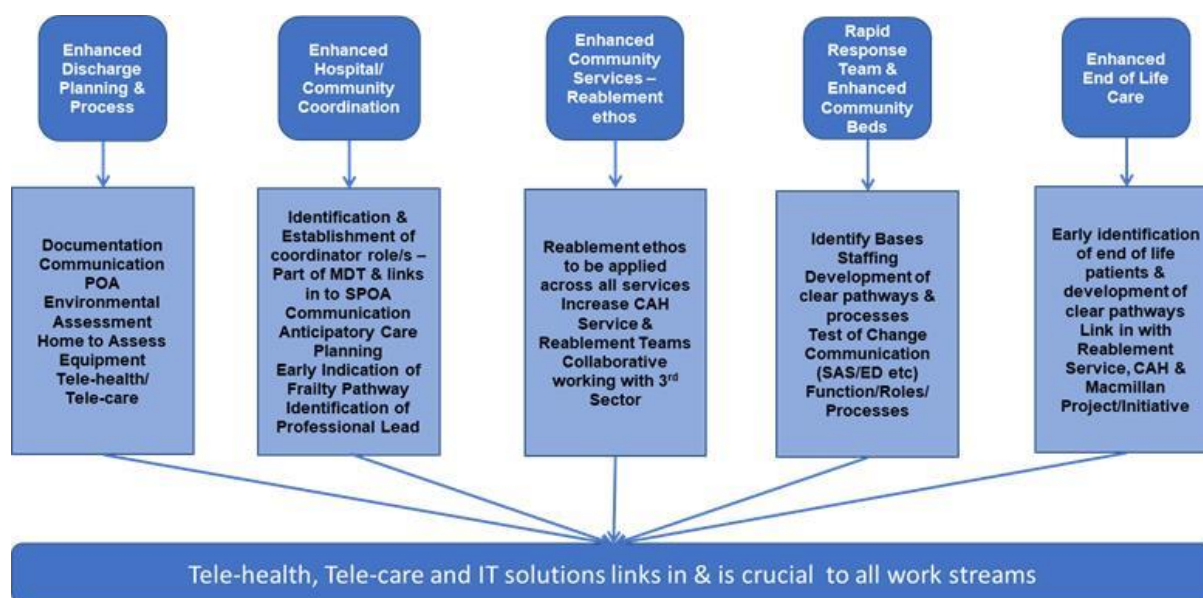 Enhanced
Discharge
Planning &
Process
Enhanced
Hospital/
Community
Coordination
Enhanced
Community
Services –
Reablement
ethos
Rapid
Response
Team &
Enhanced
Community
Beds
Enhanced
End of Life
Care
Documentation
Communication
POA
Environmental
Assessment
Home to Assess
Equipment
Tele-health/
Tele-care
Identification &
Establishment of
coordinator role/s –
Part of MDT & links
in to SPOA
Communication
Anticipatory Care
Planning
Early Indication of
Frailty Pathway
Identification of
Professional Lead
Reablement ethos
to be applied
across all services
Increase CAH
Service &
Reablement Teams
Collaborative
working with 3rd
Sector
Identify Bases
Staffing
Development of
clear pathways &
processes
Test of Change
Communication
(SAS/ED etc)
Function/Roles/
Processes
Early identification
of end of life
patients &
development of
clear pathways
Link in with
Reablement
Service, CAH &
Macmillan
Project/Initiative
Tele-health, Tele-care and IT solutions links in & is crucial to all work streams